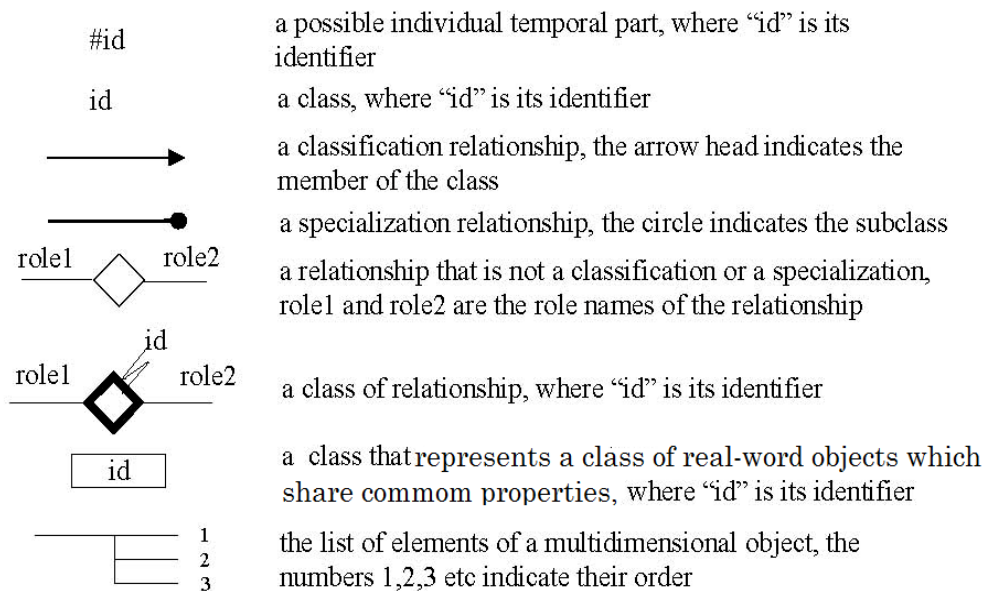 #id
a possible individual temporal part, where “id” is its
identifier
id
a class, where “id” is its identifier
a classification relationship, the arrow head indicates the
member of the class
a specialization relationship, the circle indicates the subclass
role1 role2
a relationship that is not a classification or a specialization,
role1 and role2 are the role names of the relationship
id
role1 role2
a class of relationship, where “id” is its identifier
id
a class that represents a class of real-word objects which
share commom properties, where “id” is its identifier
1
2
3
the list of elements of a multidimensional object, the
numbers 1,2,3 etc indicate their order